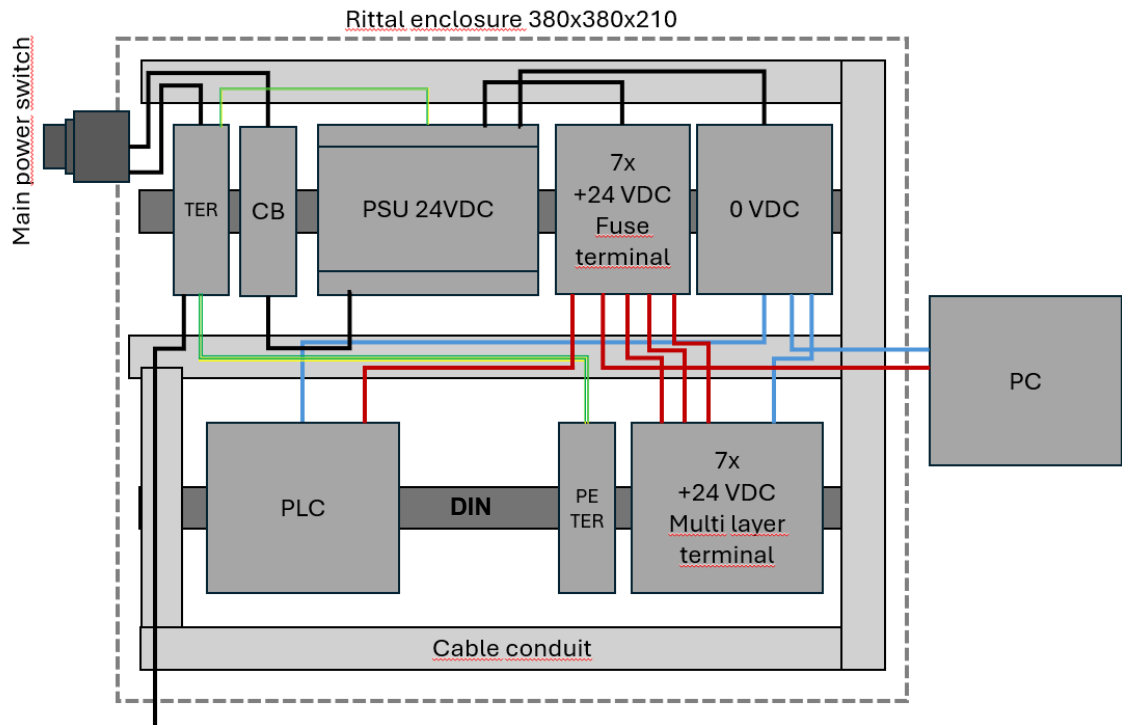 Rittal enclosure 380x380x210
Main power switch
TER
CB
PSU 24VDC
7x
+24 VDC
Fuse
terminal
0 VDC
PC
PLC
DIN
PE
TER
7x
+24 VDC
Multi layer
terminal
Cable conduit